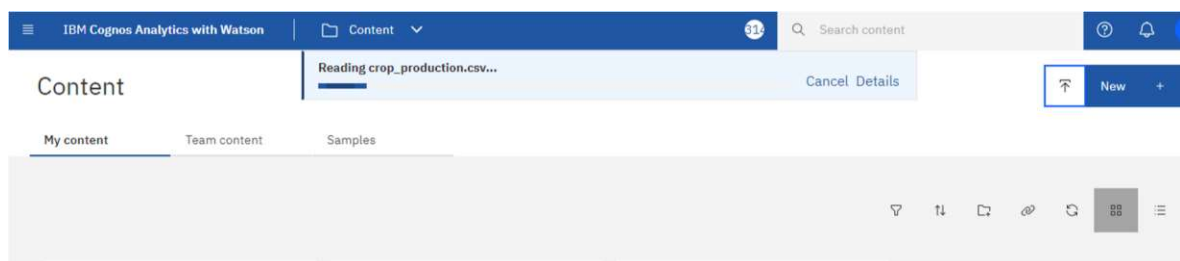 IBM Cognos Analytics with Watson Content 314 Search content
Reading crop_production.csv...
Cancel Details
Content
New +
My content Team content Samples